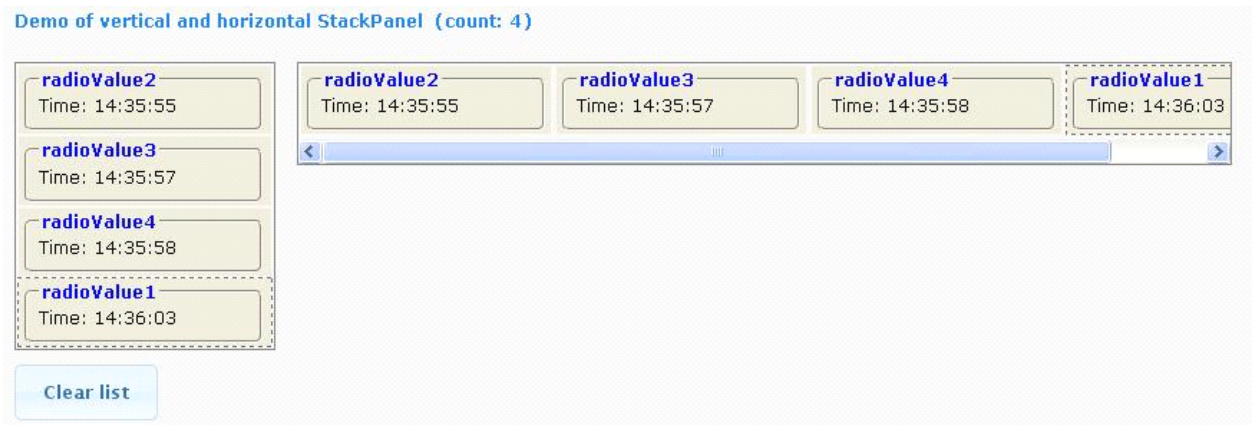 Demo of vertical and horizontal StackPanel (count: 4)
radioValue2
Time: 14:35:55
radioValue3
Time: 14:35:57
radioValue4
Time: 14:35:58
radioValue1
Time: 14:36:03
radioValue2
Time: 14:35:55
radioValue3
Time: 14:35:57
radioValue4
Time: 14:35:58
radioValue1
Time: 14:36:03
Clear list